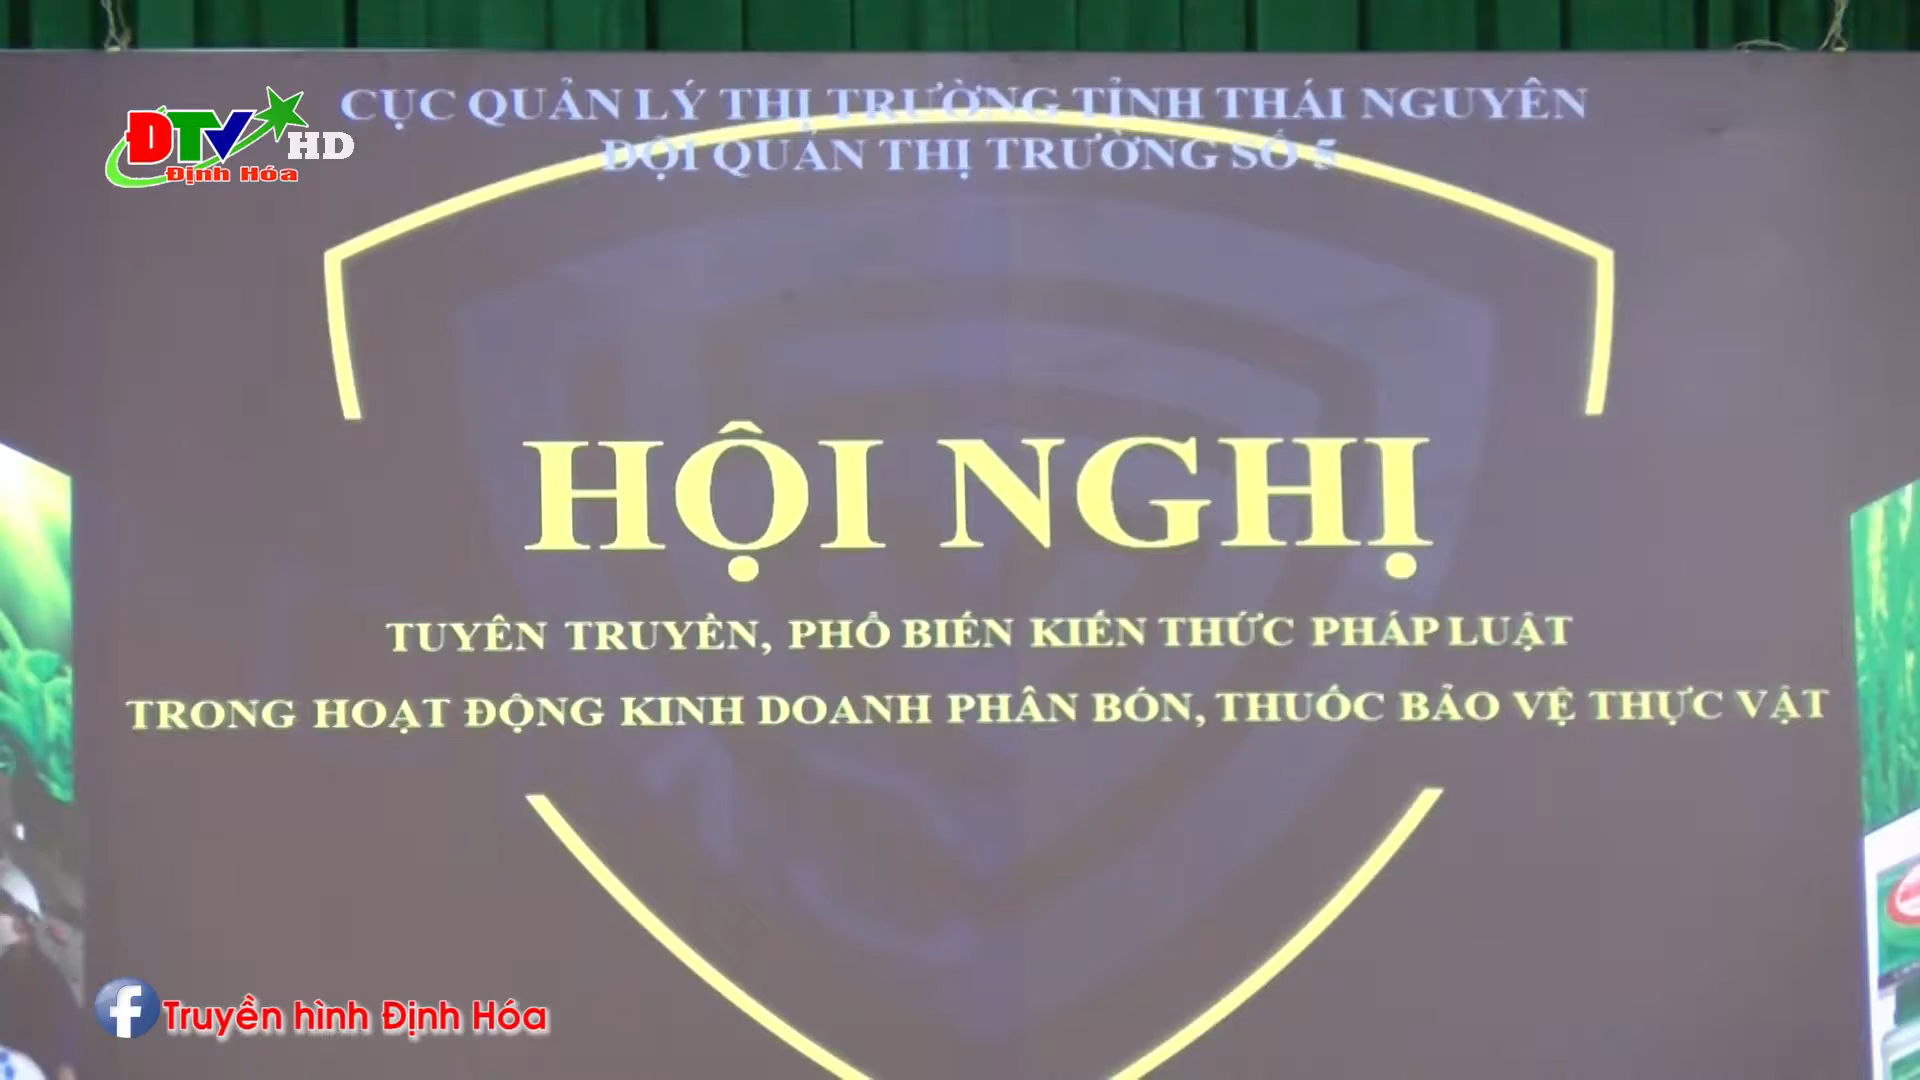 CỤC QUẢN LÝ THỊ TRƯỜNG TỈNH THÁI NGUYÊN
ĐTV HD
Định Hóa
ĐỘI QUẢN THỊ TRƯỜNG SỐ 5
HỘI NGHỊ
TUYÊN TRUYỀN, PHỔ BIẾN KIẾN THỨC PHÁP LUẬT
TRONG HOẠT ĐỘNG KINH DOANH PHÂN BÓN, THUỐC BẢO VỆ THỰC VẬT
f Truyền hình Định Hóa